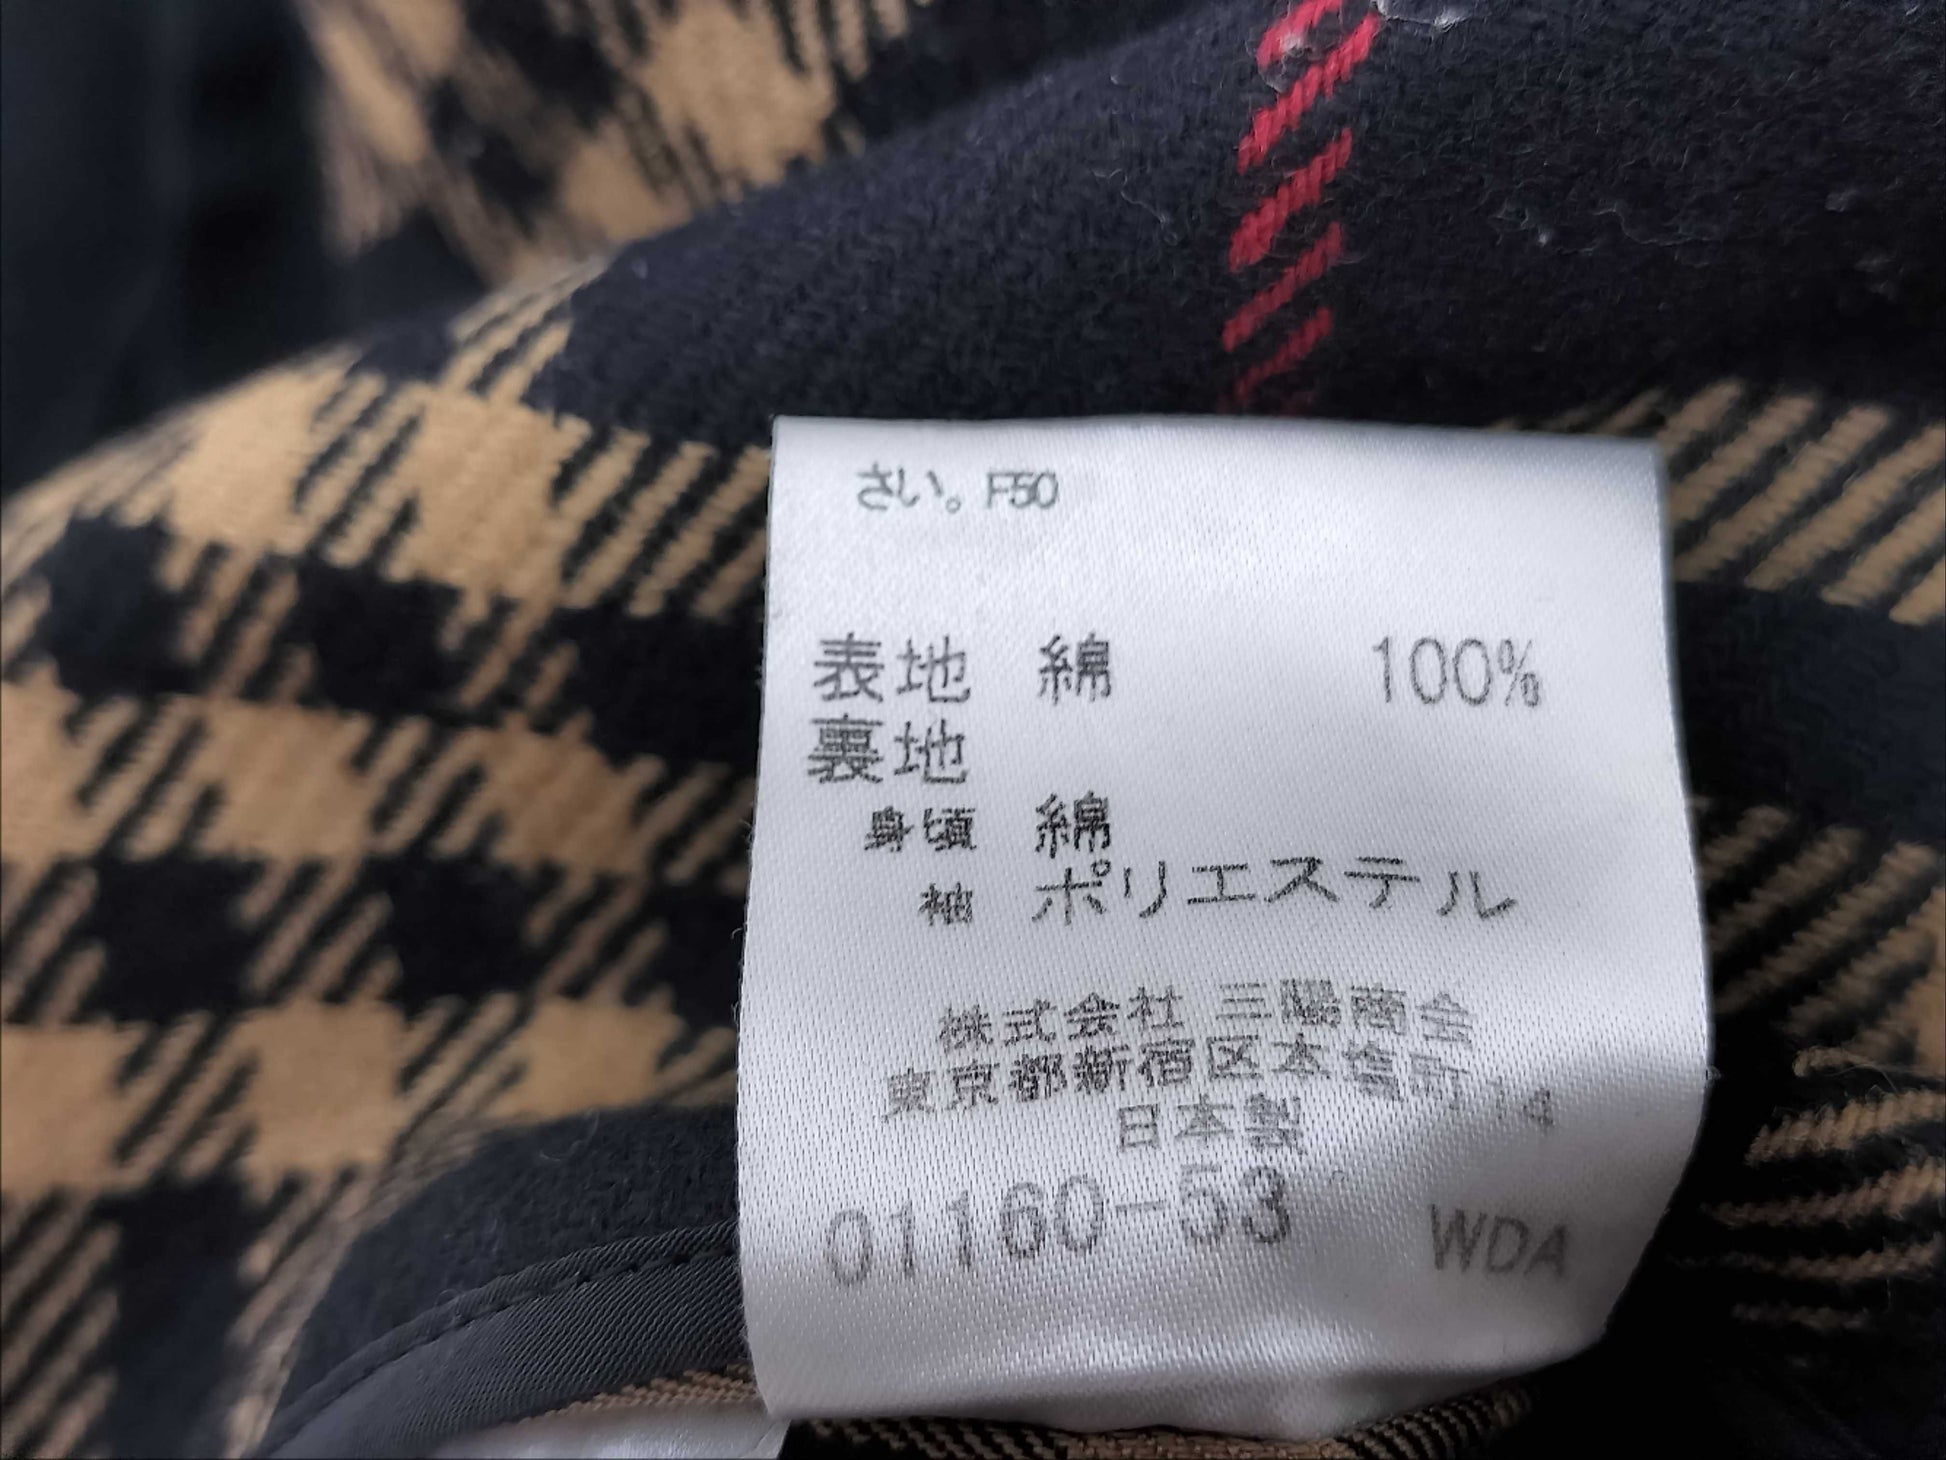 さい。F50
表地 綿 100%
裏地
身頃 綿
袖 ポリエステル
株式会社 三陽商会
東京都新宿区本塩町14
日本製
01160-53 WDA